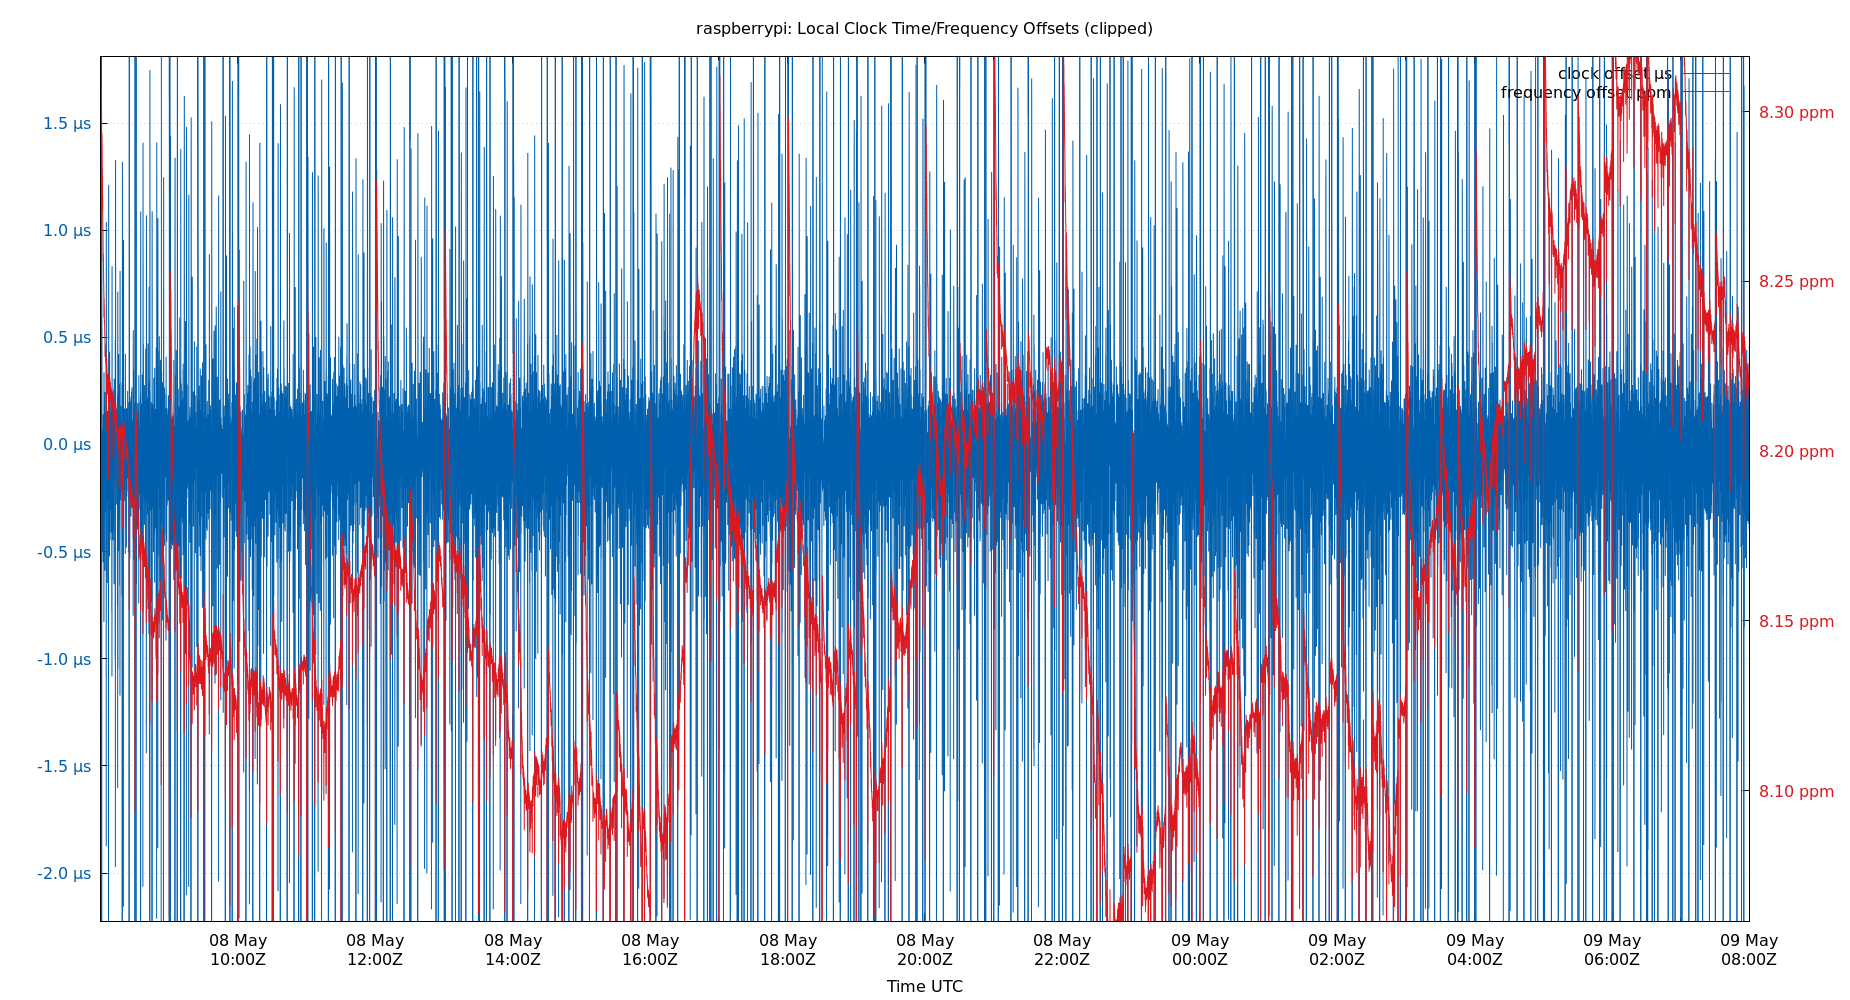 raspberrypi: Local Clock Time/Frequency Offsets (clipped)
clock offset µs
frequency offset ppm
1.5 µs
1.0 µs
0.5 µs
0.0 µs
-0.5 µs
-1.0 µs
-1.5 µs
-2.0 µs
8.30 ppm
8.25 ppm
8.20 ppm
8.15 ppm
8.10 ppm
08 May 08 May 08 May 08 May 08 May 08 May 08 May 09 May 09 May 09 May 09 May 09 May
10:00Z 12:00Z 14:00Z 16:00Z 18:00Z 20:00Z 22:00Z 00:00Z 02:00Z 04:00Z 06:00Z 08:00Z
Time UTC